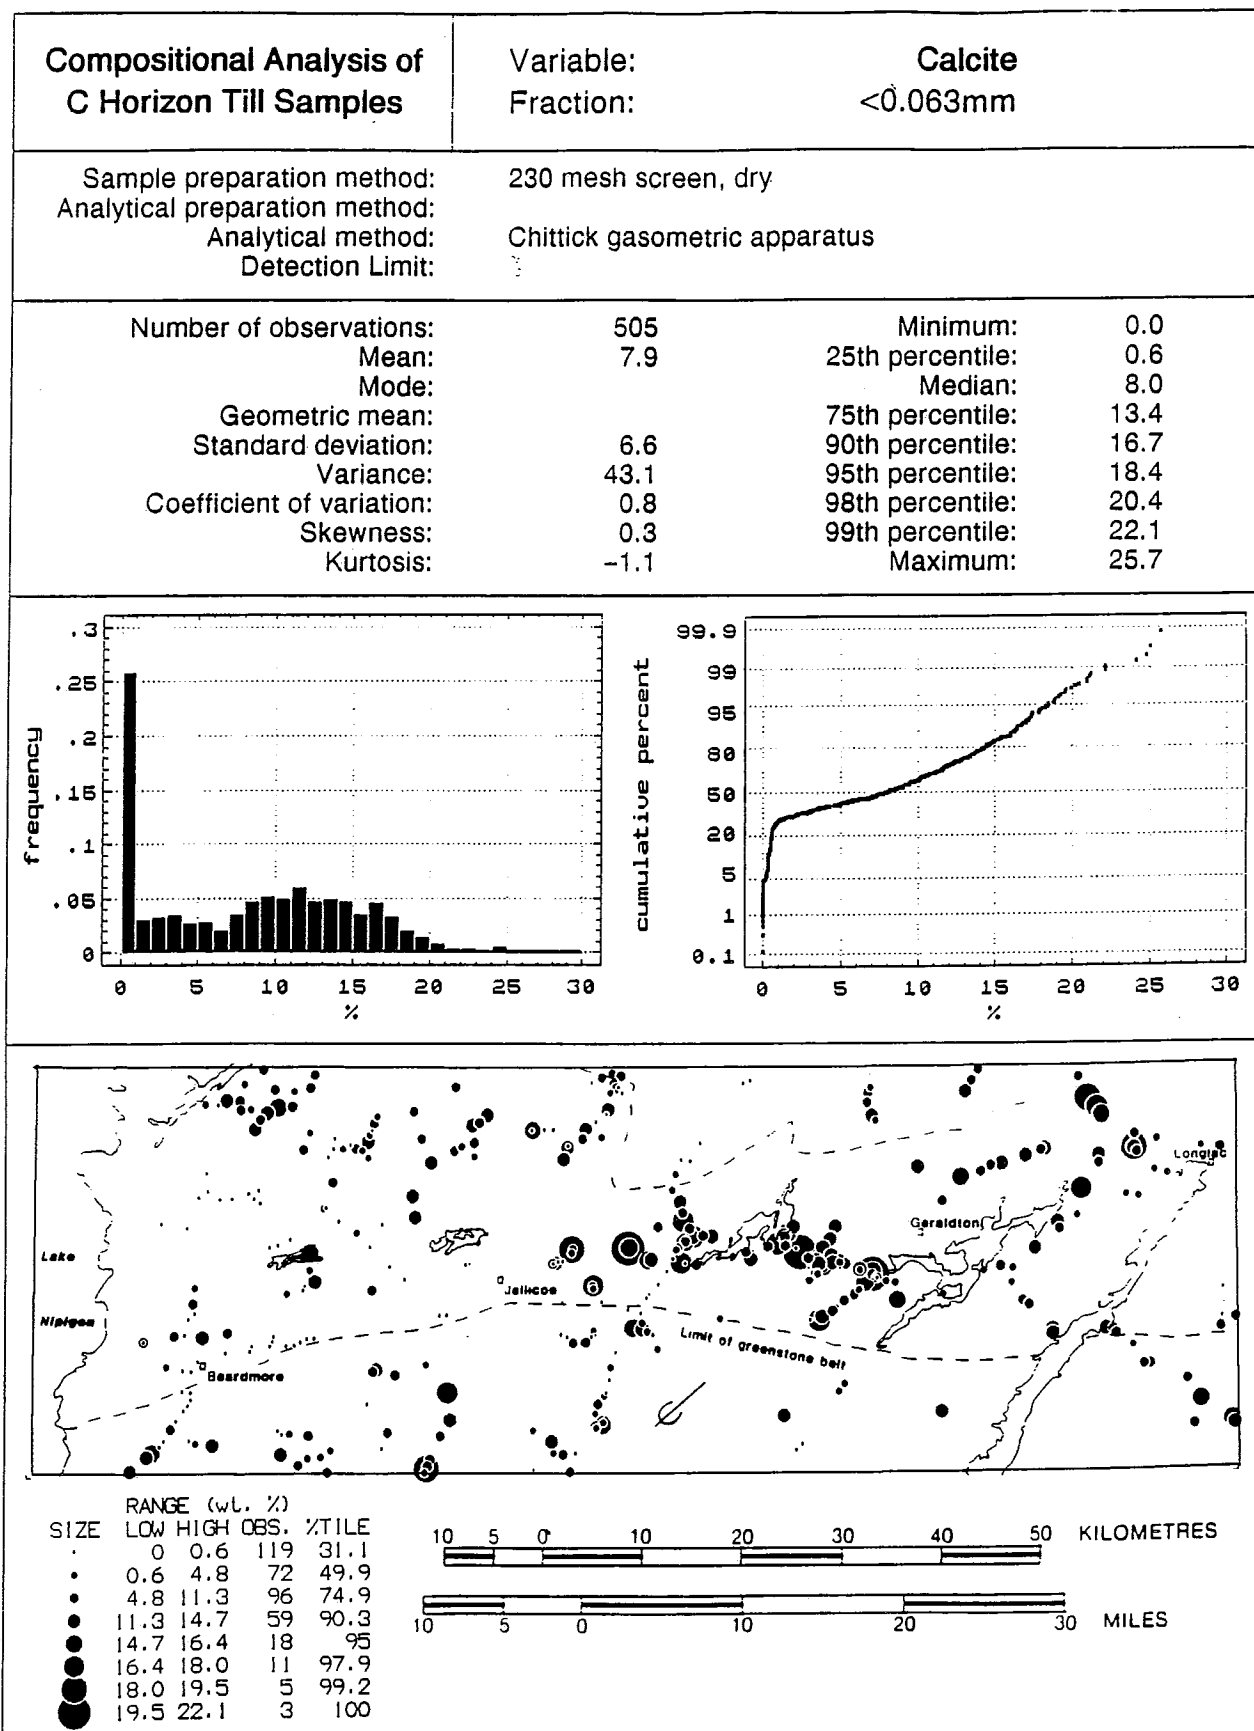 Compositional Analysis of
C Horizon Till Samples
Variable: Calcite
Fraction: <0.063mm
Sample preparation method: 230 mesh screen, dry
Analytical preparation method:
Analytical method: Chittick gasometric apparatus
Detection Limit:
Number of observations: 505 Minimum: 0.0
Mean: 7.9 25th percentile: 0.6
Mode: Median: 8.0
Geometric mean: 75th percentile: 13.4
Standard deviation: 6.6 90th percentile: 16.7
Variance: 43.1 95th percentile: 18.4
Coefficient of variation: 0.8 98th percentile: 20.4
Skewness: 0.3 99th percentile: 22.1
Kurtosis: -1.1 Maximum: 25.7
frequency
.3
.25
.2
.15
.1
.05
0
0 5 10 15 20 25 30
%
cumulative percent
99.9
99
95
80
50
20
5
1
0.1
0 5 10 15 20 25 30
%
Longlac
Geraldton
Lake
Nipigon
Jellicoe
Limit of greenstone belt
Beardmore
RANGE (wt. %)
SIZE LOW HIGH OBS. %TILE
0 0.6 119 31.1
0.6 4.8 72 49.9
4.8 11.3 96 74.9
11.3 14.7 59 90.3
14.7 16.4 18 95
16.4 18.0 11 97.9
18.0 19.5 5 99.2
19.5 22.1 3 100
10 5 0 10 20 30 40 50 KILOMETRES
10 5 0 10 20 30 MILES